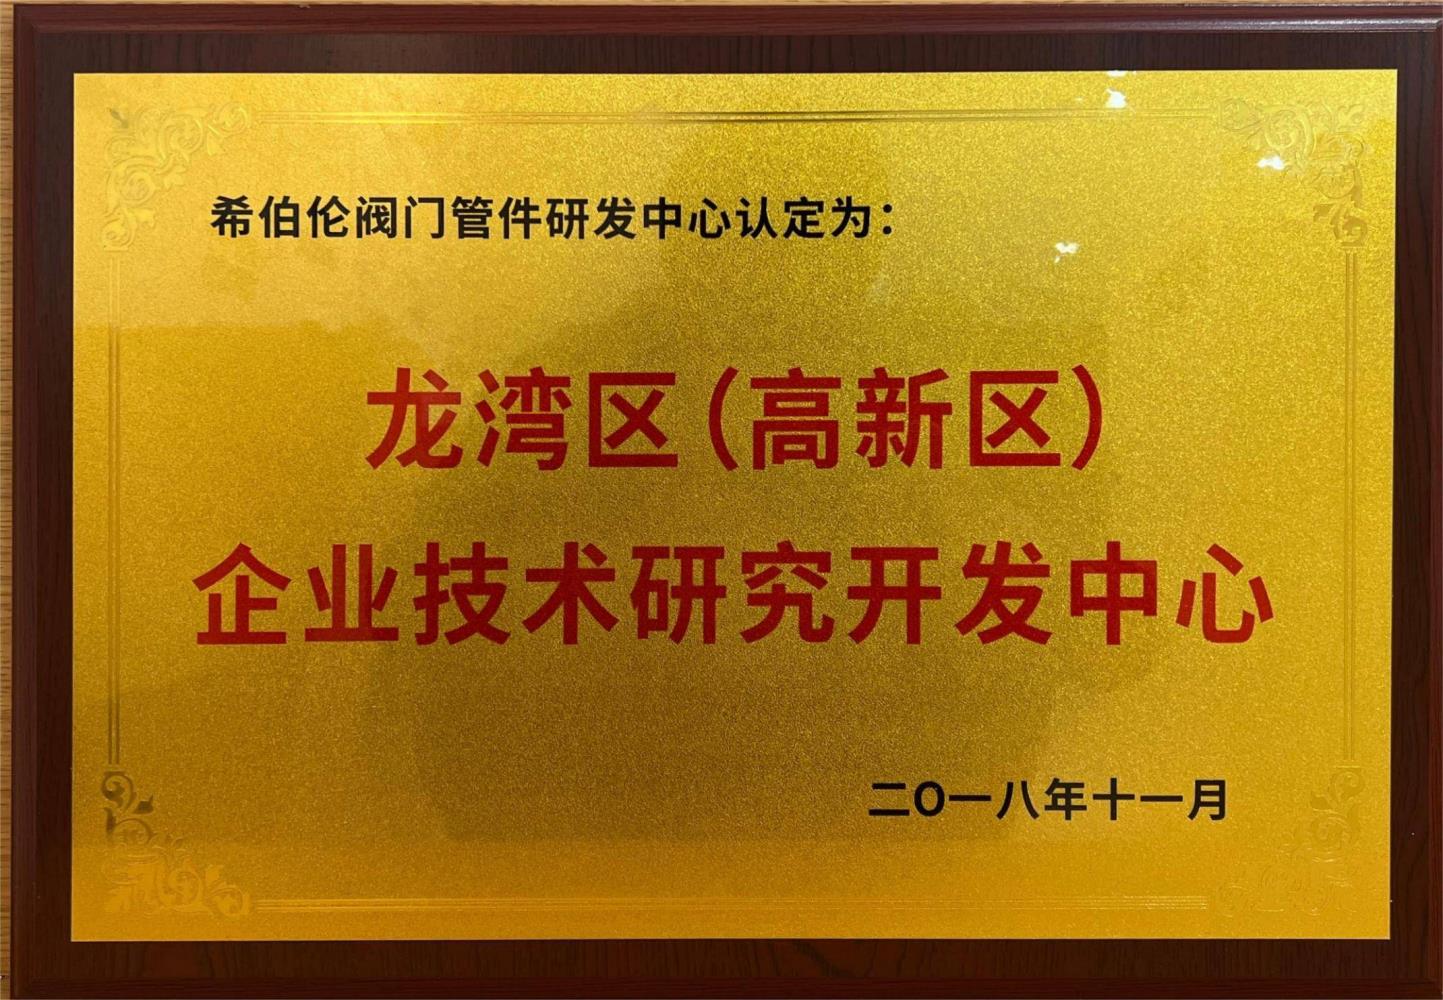 希伯伦阀门管件研发中心认定为：
龙湾区（高新区）
企业技术研究开发中心
二〇一八年十一月